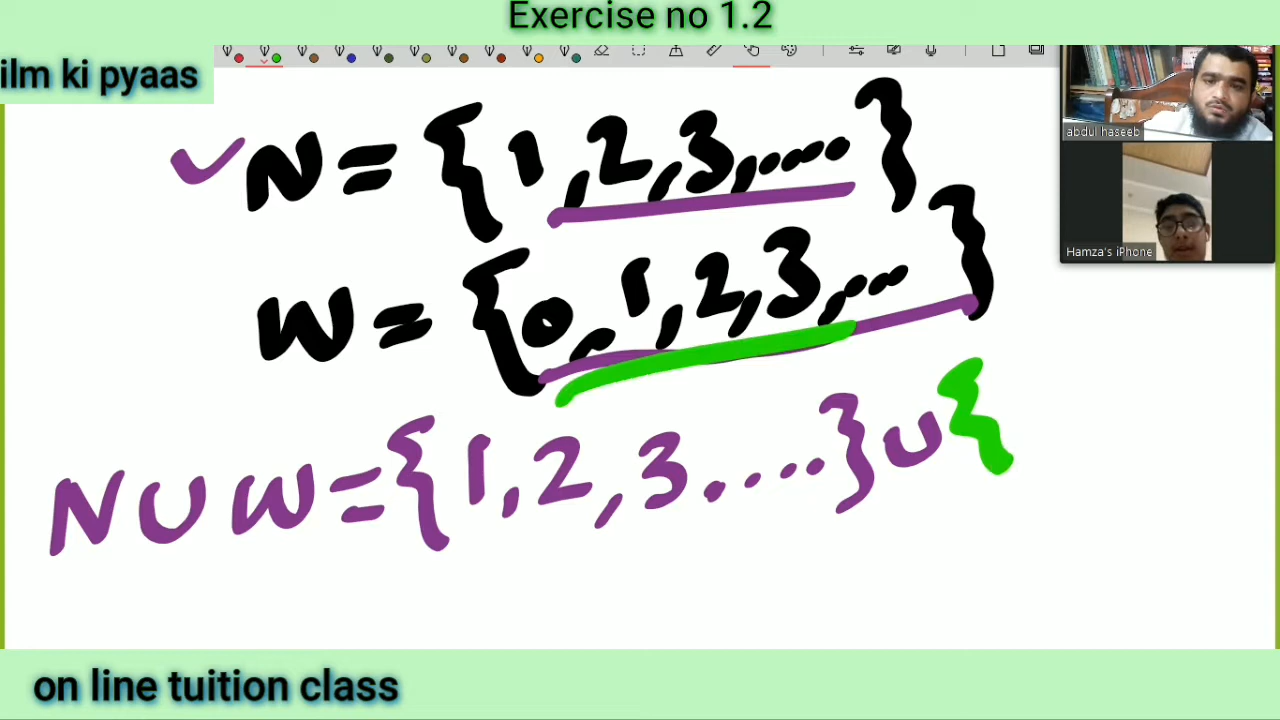 Exercise no 1.2
ilm ki pyaas
abdul haseeb
Hamza's iPhone
N={1,2,3,....}
W={0,1,2,3,...}
NUW={1,2,3,....}U{
on line tuition class